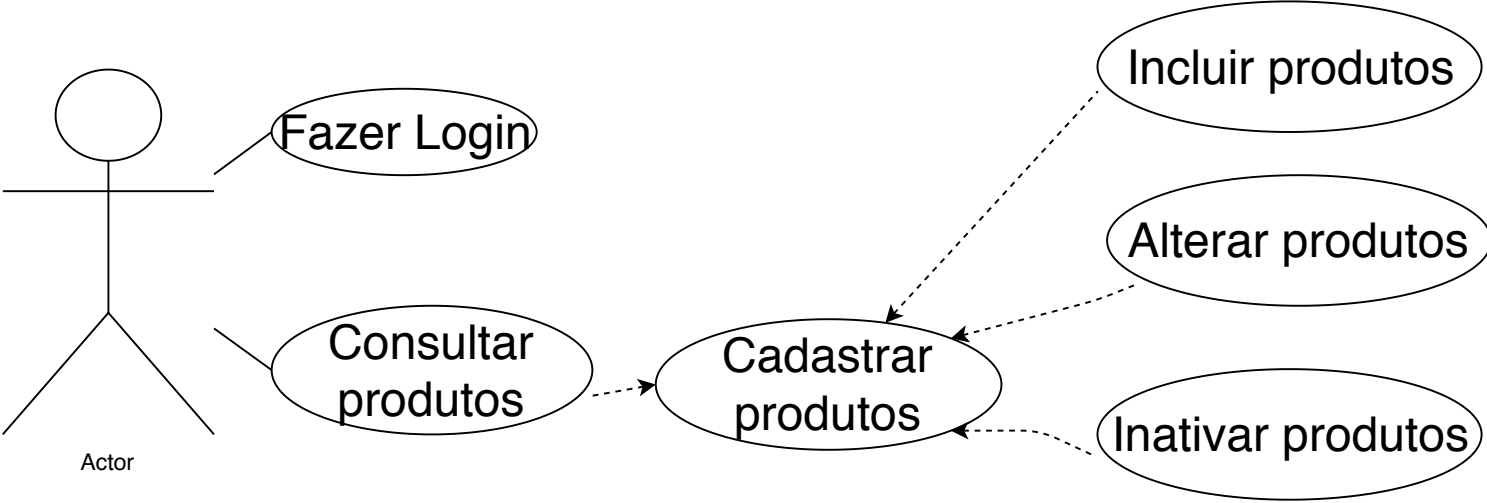 Incluir produtos
Fazer Login
Alterar produtos
Consultar
produtos
Cadastrar
produtos
Inativar produtos
Actor